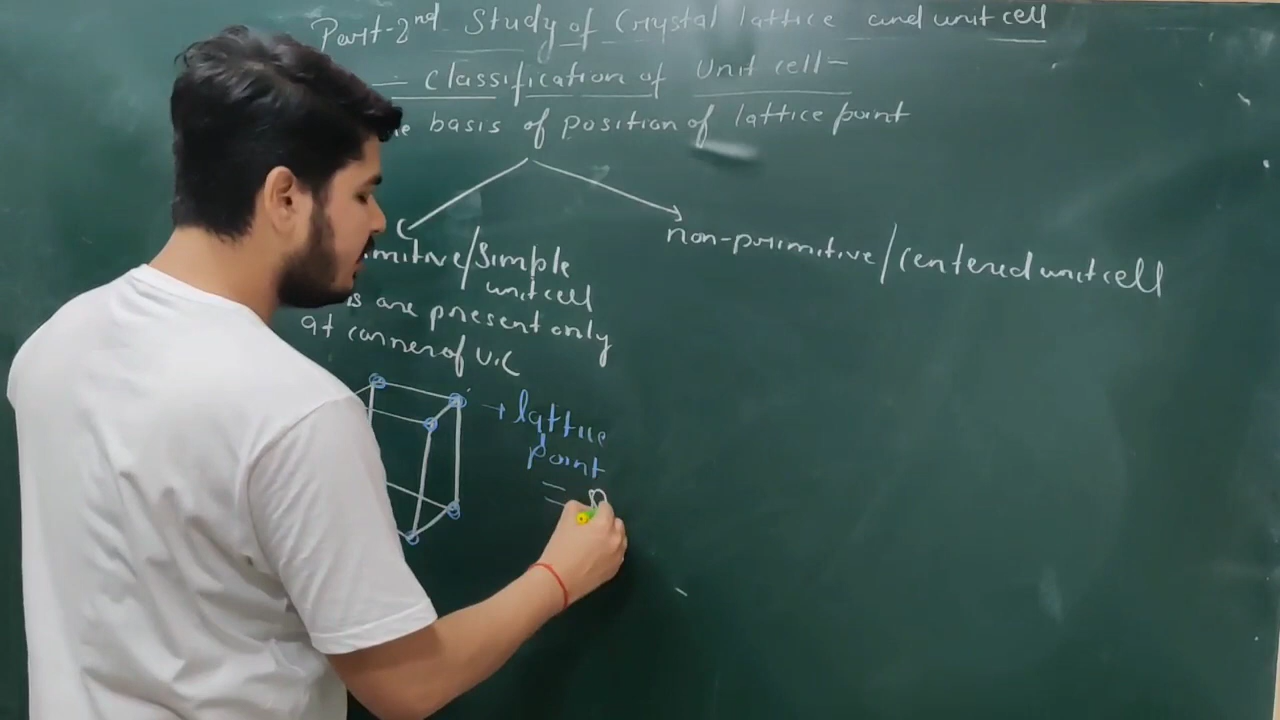 Part-2nd Study of Crystal lattice and unit cell
Classification of Unit cell-
basis of position of lattice point
non-primitive/centered unit cell
/Simple
unit cell
are present only
at corner of U.C
→ lattice
point
= 8